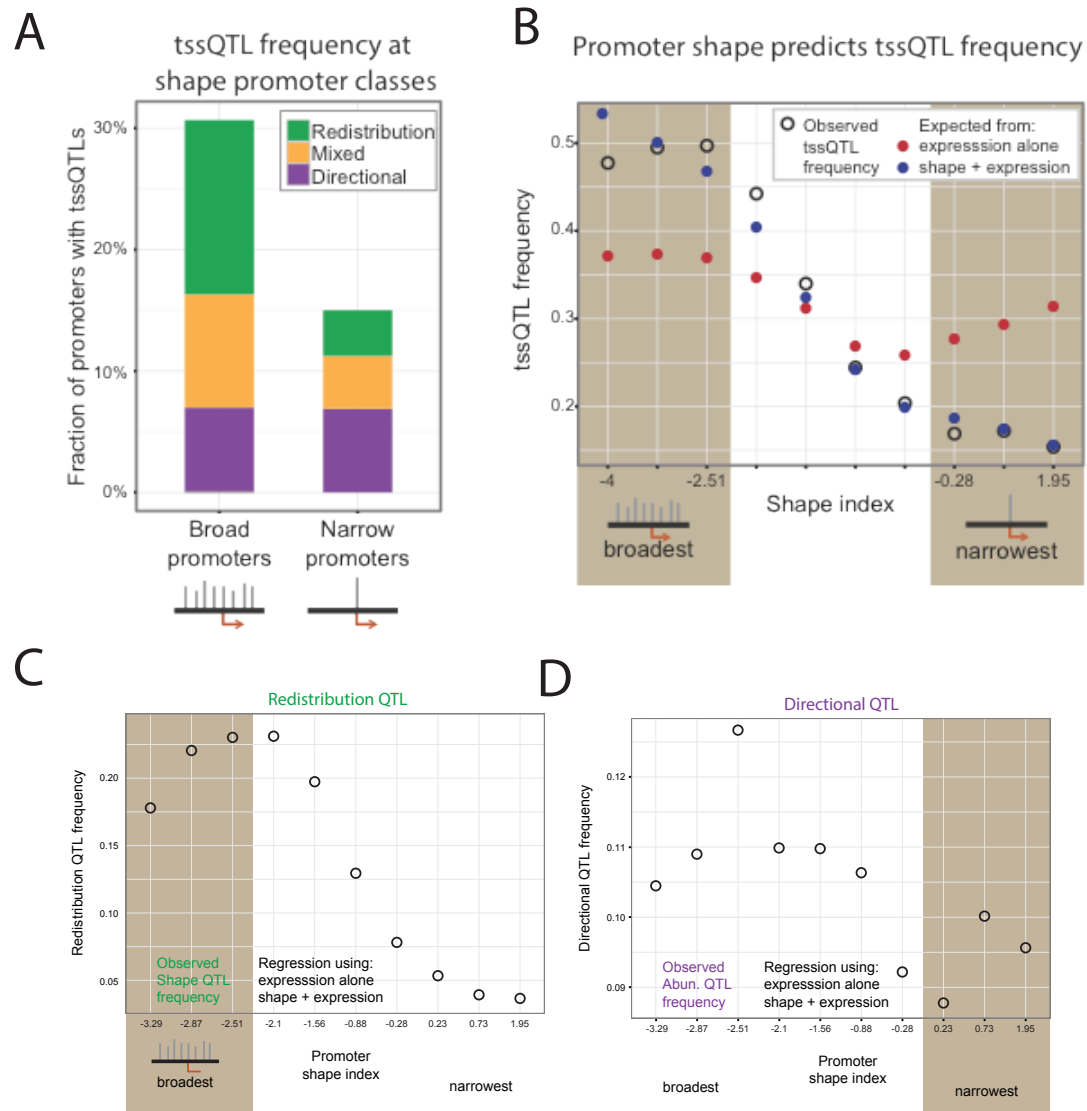 A
tssQTL frequency at
shape promoter classes
Fraction of promoters with tssQTLs
30%
20%
10%
0%
Redistribution
Mixed
Directional
Broad
promoters
Narrow
promoters
B
Promoter shape predicts tssQTL frequency
tssQTL frequency
0.5
0.4
0.3
0.2
Observed
tssQTL
frequency
Expected from:
expresssion alone
shape + expression
-4
-2.51
-0.28
1.95
Shape index
broadest
narrowest
C
Redistribution QTL
Redistribution QTL frequency
0.20
0.15
0.10
0.05
Observed
Shape QTL
frequency
Regression using:
expresssion alone
shape + expression
-3.29 -2.87 -2.51 -2.1 -1.56 -0.88 -0.28 0.23 0.73 1.95
Promoter
shape index
broadest
narrowest
D
Directional QTL
Directional QTL frequency
0.12
0.11
0.10
0.09
Observed
Abun. QTL
frequency
Regression using:
expresssion alone
shape + expression
-3.29 -2.87 -2.51 -2.1 -1.56 -0.88 -0.28 0.23 0.73 1.95
Promoter
shape index
broadest
narrowest